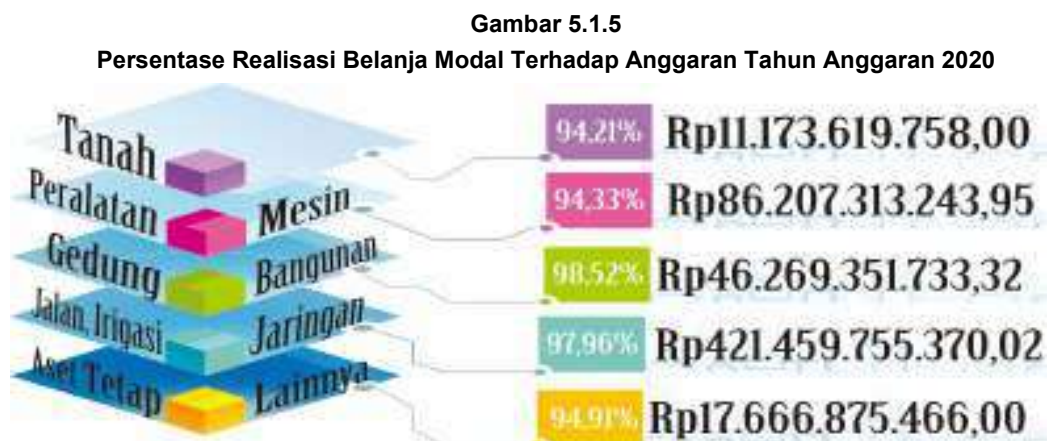 Gambar 5.1.5
Persentase Realisasi Belanja Modal Terhadap Anggaran Tahun Anggaran 2020
Tanah
94,21% Rp11.173.619.758,00
Peralatan Mesin
94,33% Rp86.207.313.243,95
Gedung Bangunan
98,52% Rp46.269.351.733,32
Jalan, Irigasi Jaringan
97,96% Rp421.459.755.370,02
Aset Tetap Lainnya
94,91% Rp17.666.875.466,00